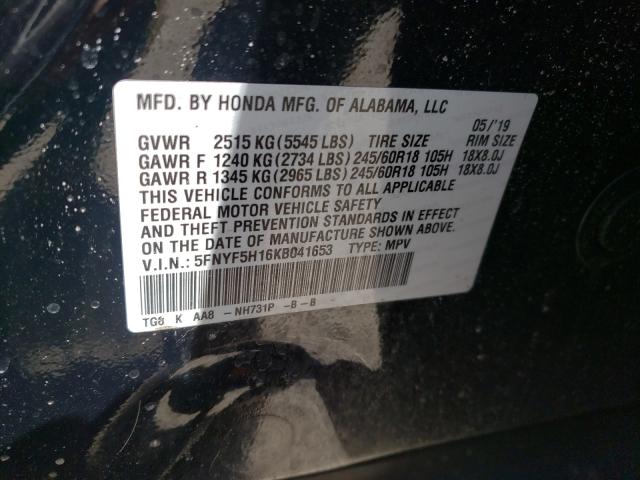 MFD. BY HONDA MFG. OF ALABAMA, LLC
05/'19
GVWR 2515 KG (5545 LBS) TIRE SIZE RIM SIZE
GAWR F 1240 KG (2734 LBS) 245/60R18 105H 18X8.0J
GAWR R 1345 KG (2965 LBS) 245/60R18 105H 18X8.0J
THIS VEHICLE CONFORMS TO ALL APPLICABLE
FEDERAL MOTOR VEHICLE SAFETY
AND THEFT PREVENTION STANDARDS IN EFFECT
ON THE DATE OF MANUFACTURE SHOWN ABOVE.
V.I.N.: 5FNYF5H16KB041653 TYPE: MPV
TG8 K AA8 -NH731P -B-B